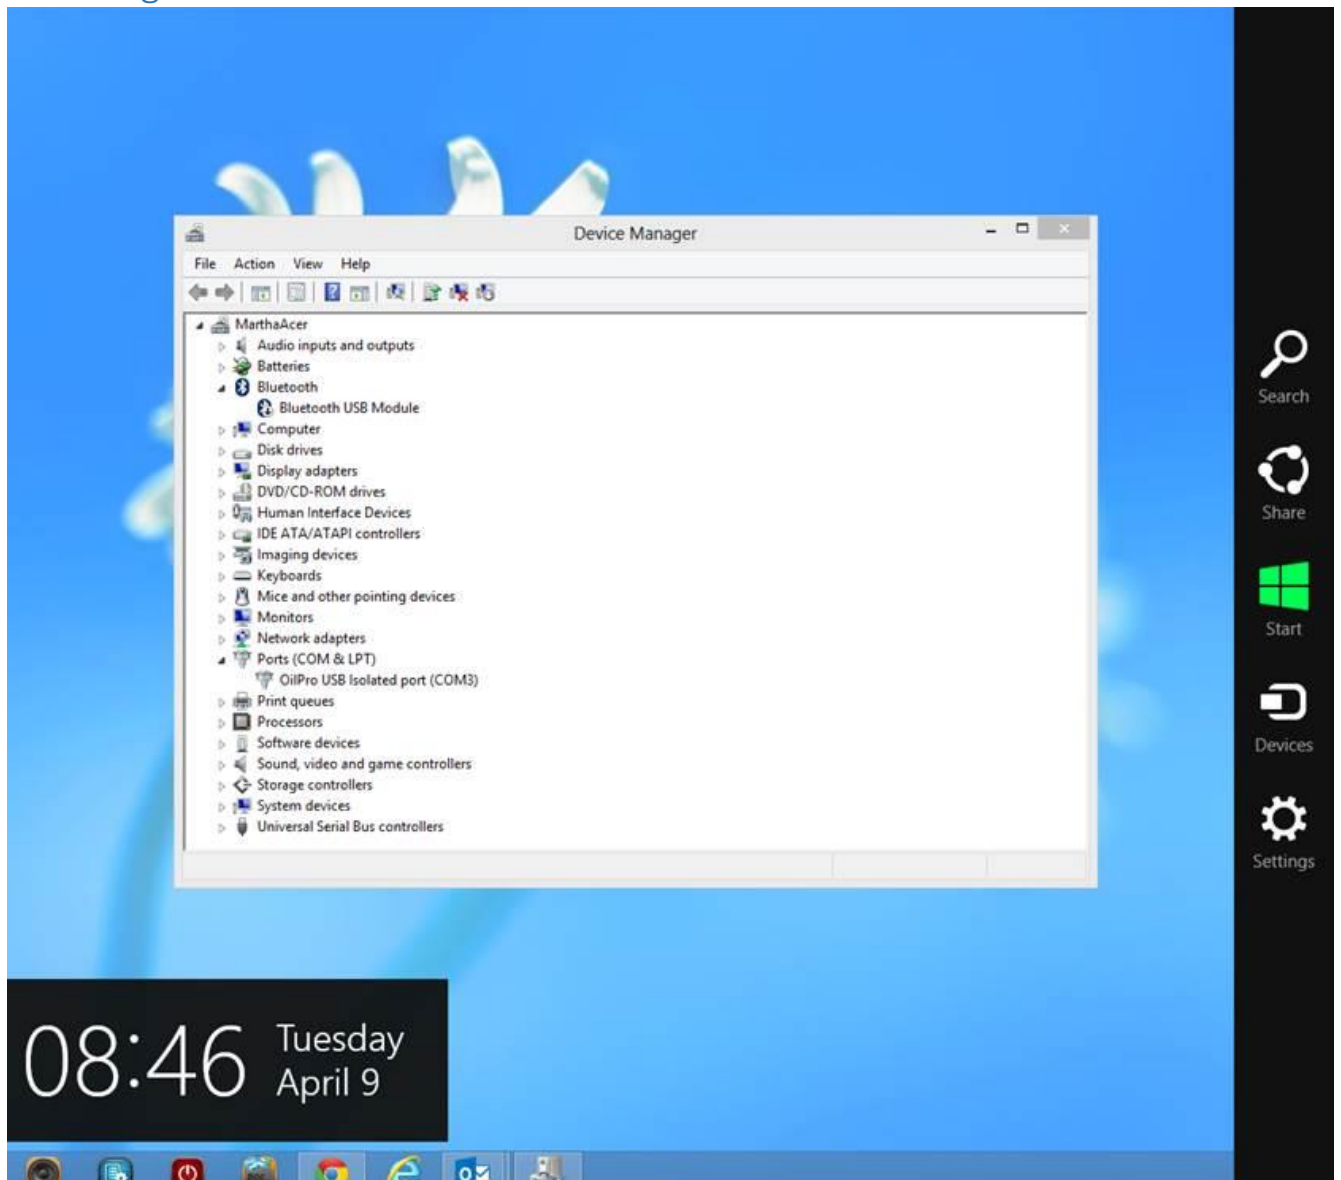 Device Manager
File Action View Help
MarthaAcer
Audio inputs and outputs
Batteries
Bluetooth
Bluetooth USB Module
Computer
Disk drives
Display adapters
DVD/CD-ROM drives
Human Interface Devices
IDE ATA/ATAPI controllers
Imaging devices
Keyboards
Mice and other pointing devices
Monitors
Network adapters
Ports (COM & LPT)
OilPro USB Isolated port (COM3)
Print queues
Processors
Software devices
Sound, video and game controllers
Storage controllers
System devices
Universal Serial Bus controllers
Search
Share
Start
Devices
Settings
08:46
Tuesday
April 9